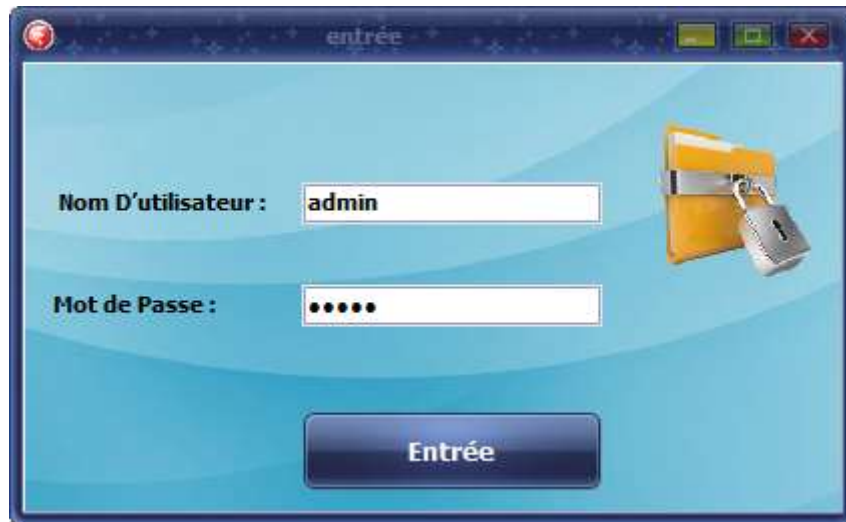 entrée
Nom D'utilisateur : admin
Mot de Passe : •••••
Entrée